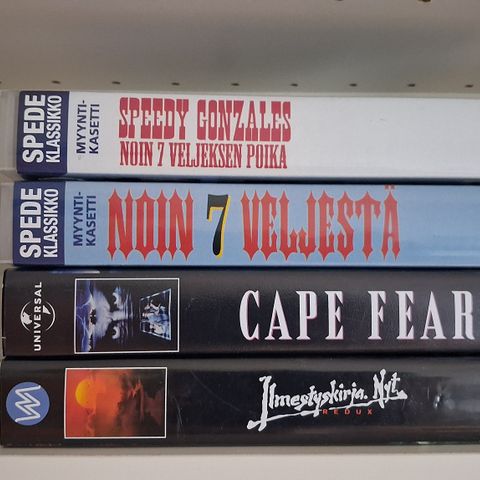 SPEDE
KLASSIKKO
MYYNTI-
KASETTI
SPEEDY GONZALES
NOIN 7 VELJEKSEN POIKA
SPEDE
KLASSIKKO
MYYNTI-
KASETTI
NOIN 7 VELJESTÄ
UNIVERSAL
CAPE FEAR
Ilmestyskirja. Nyt.
REDUX